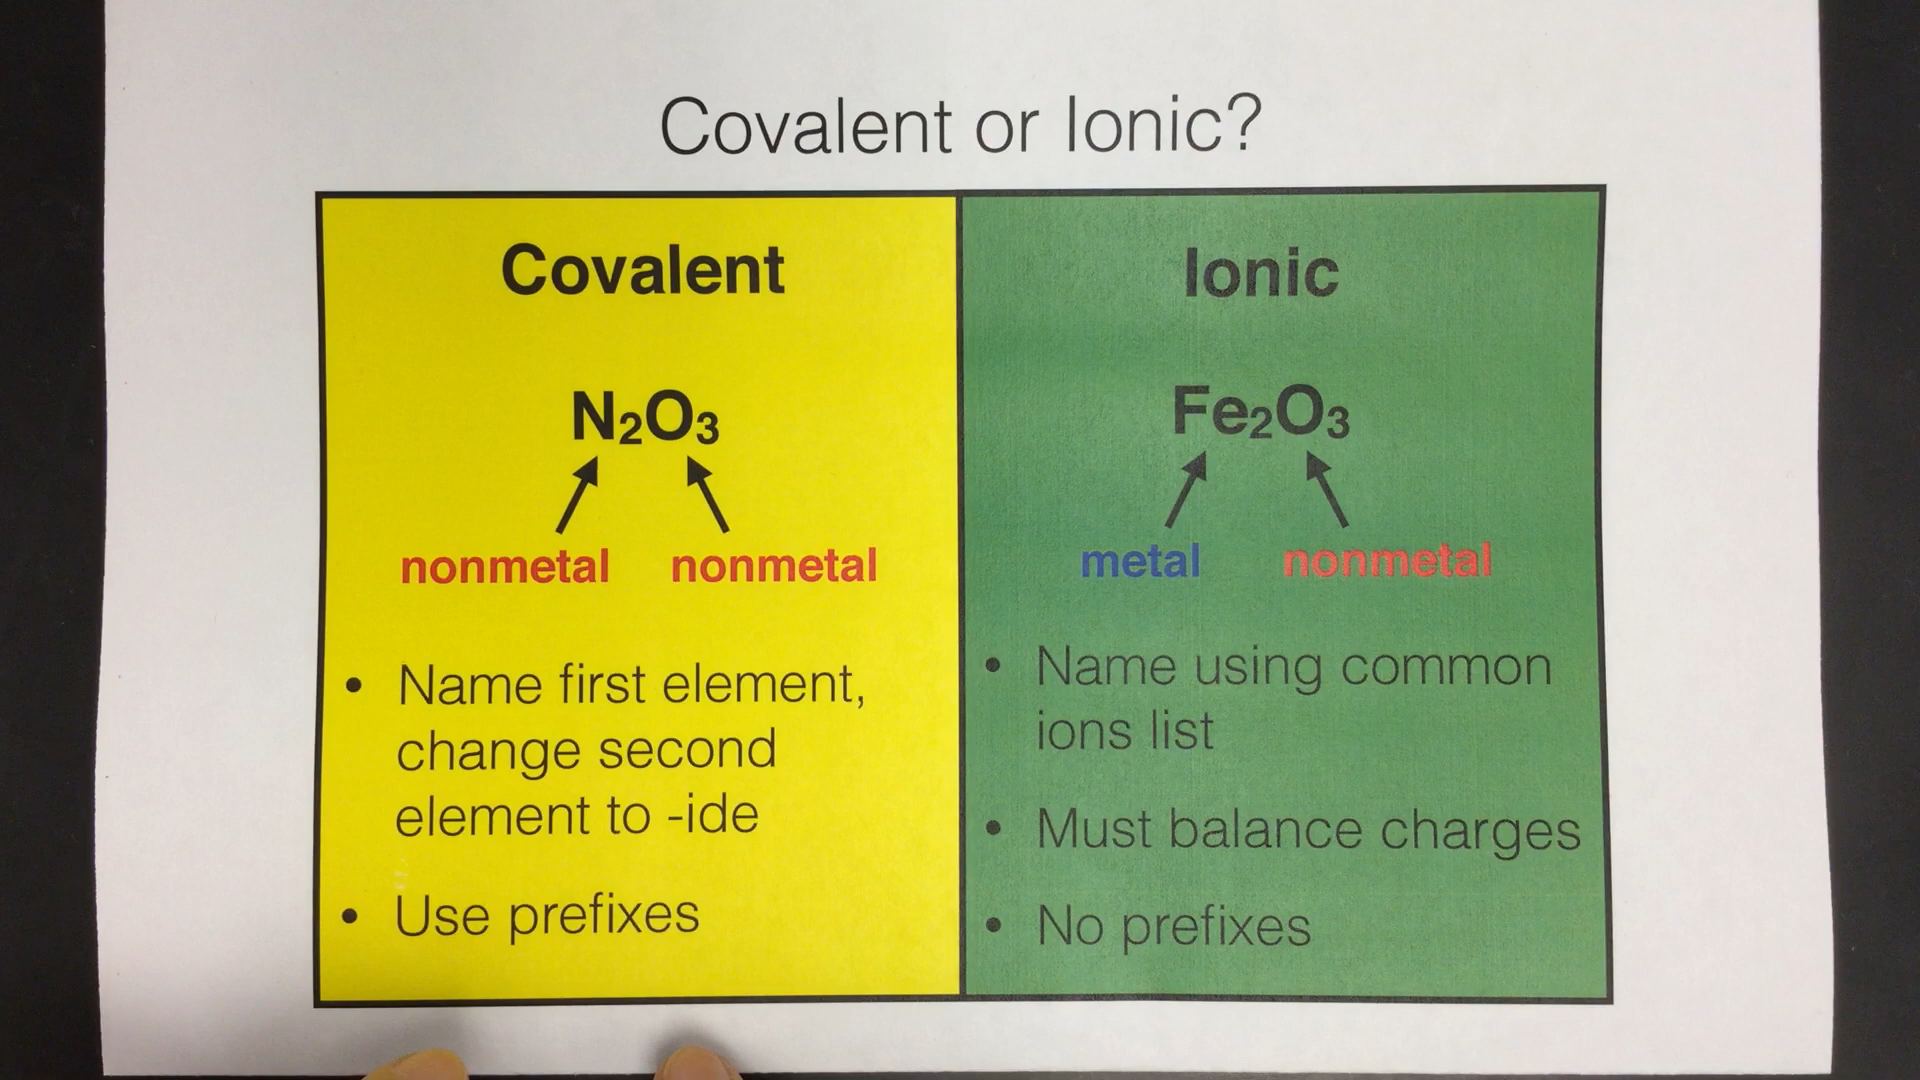 Covalent or Ionic?
Covalent
N₂O₃
nonmetal nonmetal
• Name first element,
change second
element to -ide
• Use prefixes
Ionic
Fe₂O₃
metal nonmetal
• Name using common
ions list
• Must balance charges
• No prefixes